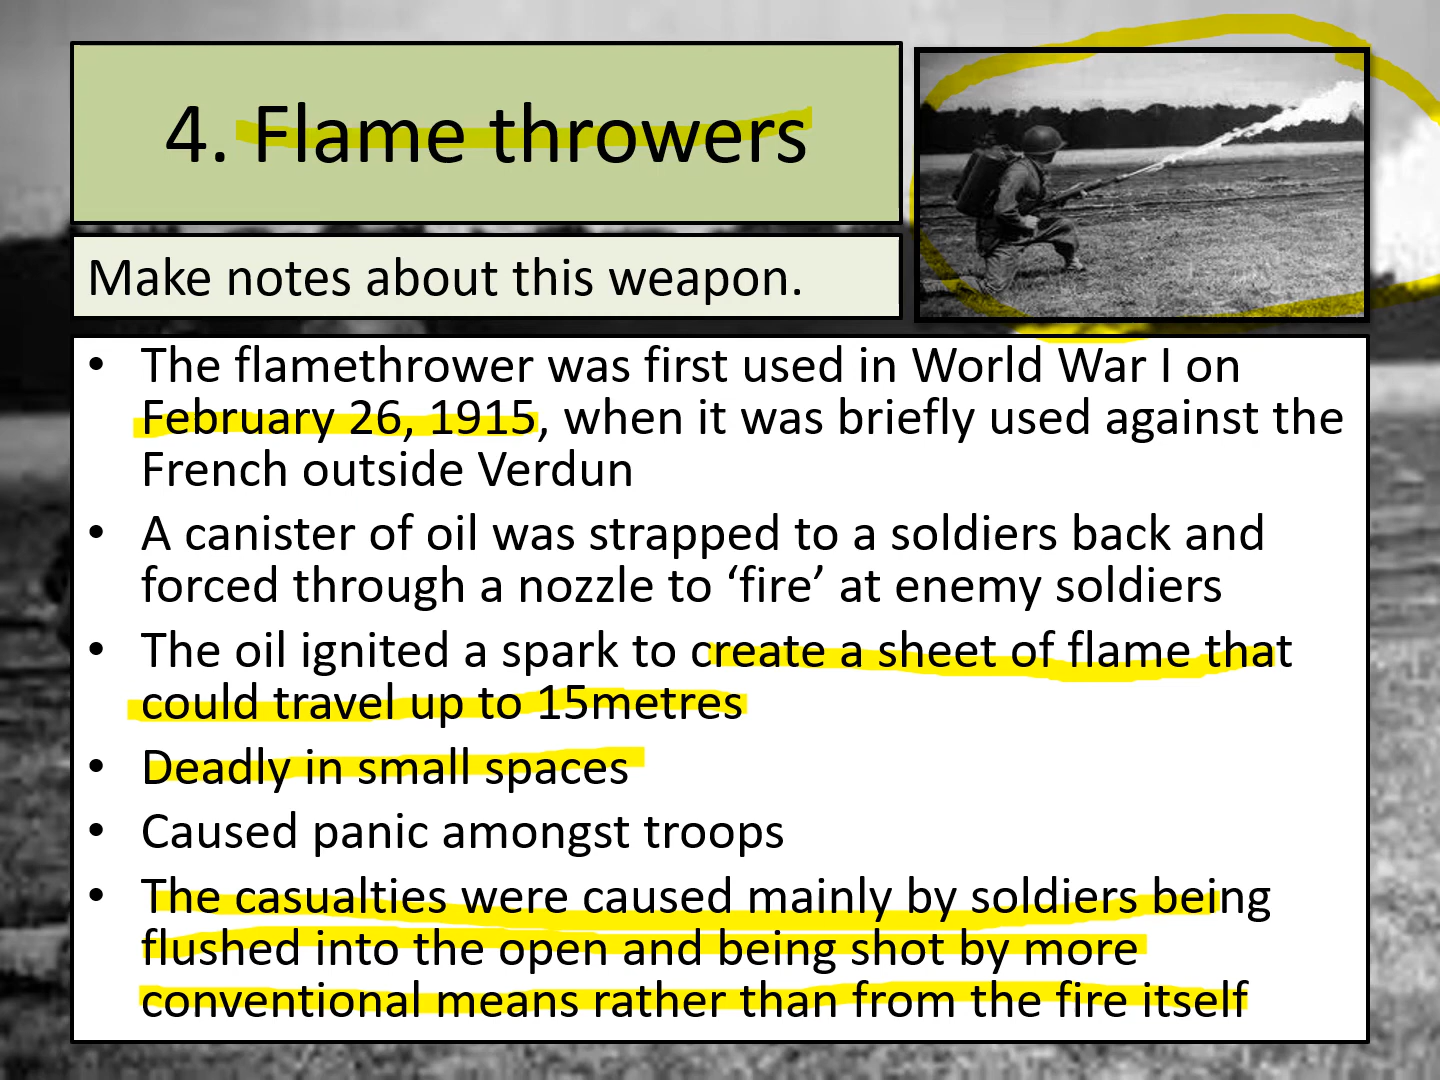 4. Flame throwers
Make notes about this weapon.
• The flamethrower was first used in World War I on
February 26, 1915, when it was briefly used against the
French outside Verdun
• A canister of oil was strapped to a soldiers back and
forced through a nozzle to ‘fire’ at enemy soldiers
• The oil ignited a spark to create a sheet of flame that
could travel up to 15metres
• Deadly in small spaces
• Caused panic amongst troops
• The casualties were caused mainly by soldiers being
flushed into the open and being shot by more
conventional means rather than from the fire itself